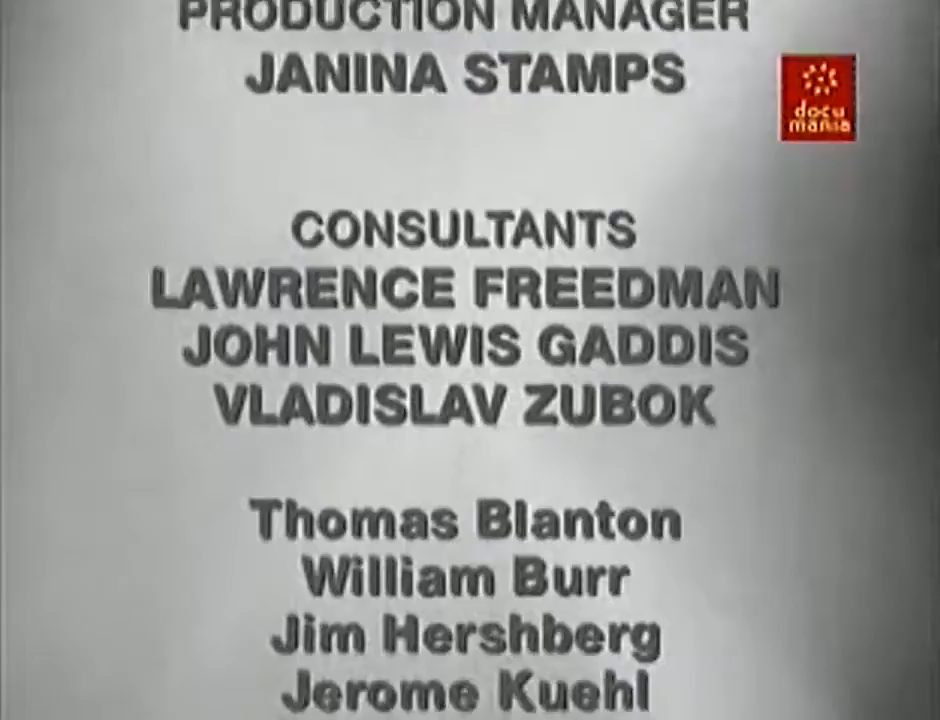 PRODUCTION MANAGER
JANINA STAMPS
docu
mania
CONSULTANTS
LAWRENCE FREEDMAN
JOHN LEWIS GADDIS
VLADISLAV ZUBOK
Thomas Blanton
William Burr
Jim Hershberg
Jerome Kuehl